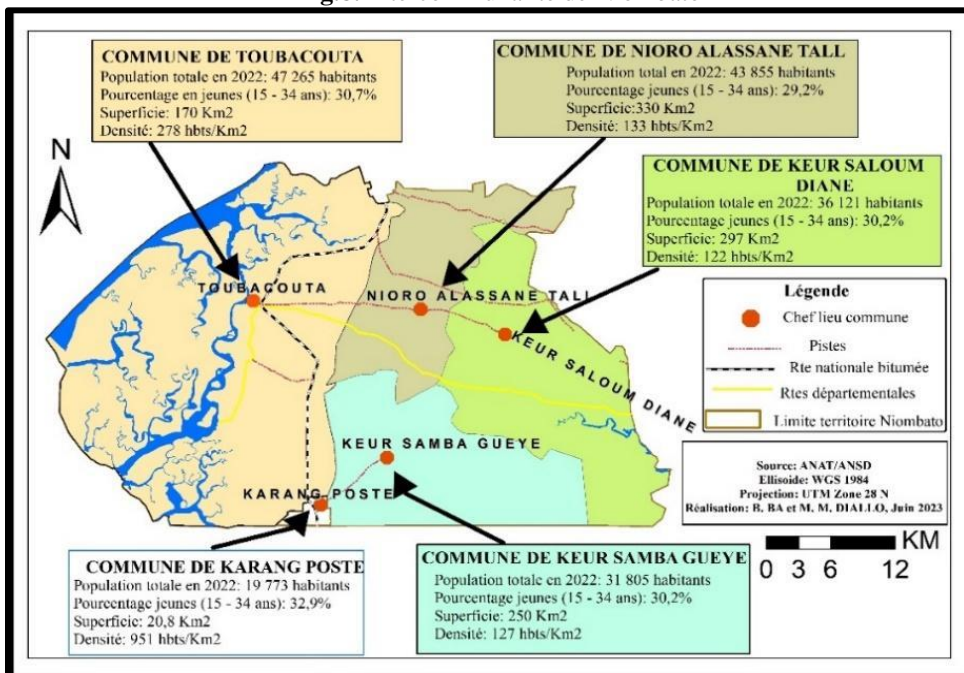 COMMUNE DE TOUBACOUTA
Population totale en 2022: 47 265 habitants
Pourcentage en jeunes (15 - 34 ans): 30,7%
Superficie: 170 Km2
Densité: 278 hbts/Km2
COMMUNE DE NIORO ALASSANE TALL
Population total en 2022: 43 855 habitants
Pourcentage jeunes (15 - 34 ans): 29,2%
Superficie:330 Km2
Densité: 133 hbts/Km2
COMMUNE DE KEUR SALOUM
DIANE
Population totale en 2022: 36 121 habitants
Pourcentage jeunes (15 - 34 ans): 30,2%
Superficie: 297 Km2
Densité: 122 hbts/Km2
N
TOUBACOUTA
NIORO ALASSANE TALL
KEUR SALOUM DIANE
KEUR SAMBA GUEYE
KARANG POSTE
Légende
Chef lieu commune
Pistes
Rte nationale bitumée
Rtes départementales
Limite territoire Niombato
Source: ANAT/ANSD
Ellisoide: WGS 1984
Projection: UTM Zone 28 N
Réalisation: B. BA et M. M. DIALLO, Juin 2023
KM
0 3 6 12
COMMUNE DE KARANG POSTE
Population totale en 2022: 19 773 habitants
Pourcentage jeunes (15 - 34 ans): 32,9%
Superficie: 20,8 Km2
Densité: 951 hbts/Km2
COMMUNE DE KEUR SAMBA GUEYE
Population totale en 2022: 31 805 habitants
Pourcentage jeunes (15 - 34 ans): 30,2%
Superficie: 250 Km2
Densité: 127 hbts/Km2